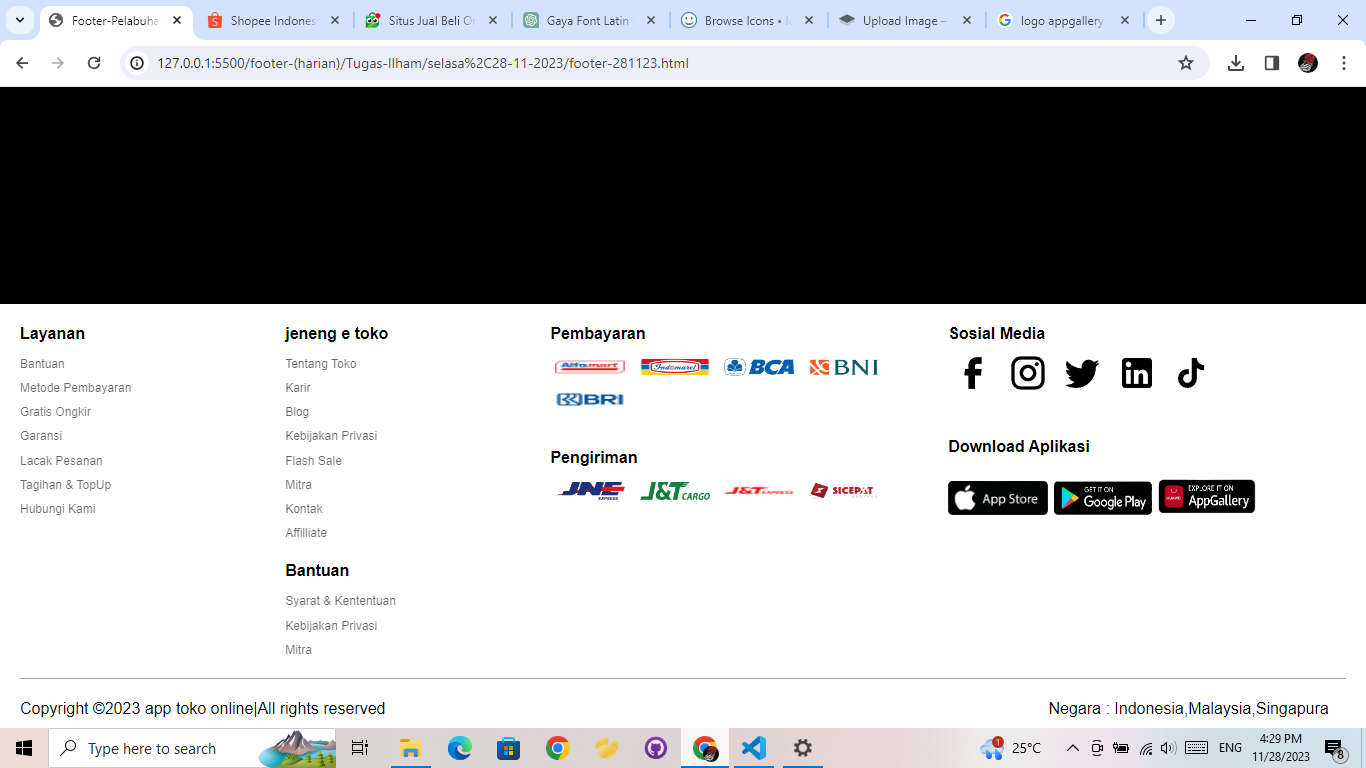 Footer-Pelabuha
Shopee Indones
Situs Jual Beli On
Gaya Font Latin
Browse Icons •
Upload Image –
logo appgallery
127.0.0.1:5500/footer-(harian)/Tugas-Ilham/selasa%2C28-11-2023/footer-281123.html
Layanan
Bantuan
Metode Pembayaran
Gratis Ongkir
Garansi
Lacak Pesanan
Tagihan & TopUp
Hubungi Kami
jeneng e toko
Tentang Toko
Karir
Blog
Kebijakan Privasi
Flash Sale
Mitra
Kontak
Affilliate
Bantuan
Syarat & Kententuan
Kebijakan Privasi
Mitra
Pembayaran
Alfamart
Indomaret
BCA
BNI
BRI
Pengiriman
JNE EXPRESS
J&T CARGO
J&T EXPRESS
SICEPAT
Sosial Media
in
Download Aplikasi
App Store
GET IT ON
Google Play
HUAWEI
EXPLORE IT ON
AppGallery
Copyright ©2023 app toko online|All rights reserved
Negara : Indonesia,Malaysia,Singapura
Type here to search
1
25°C
ENG
4:29 PM
11/28/2023
8